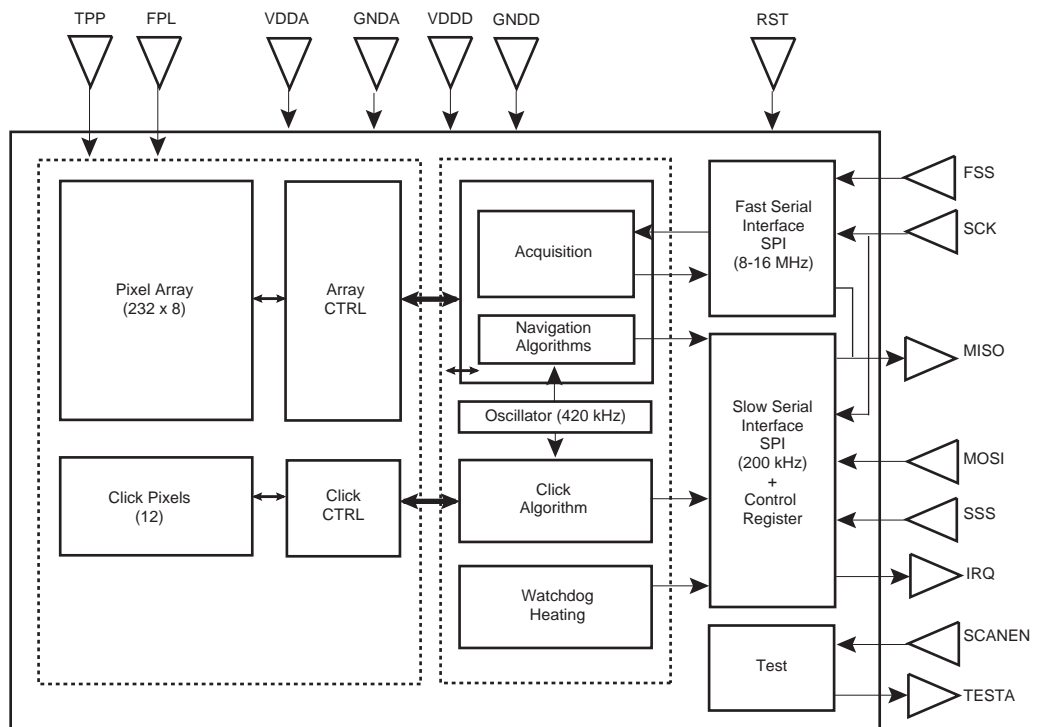 TPP FPL VDDA GNDA VDDD GNDD RST
FSS
SCK
MISO
MOSI
SSS
IRQ
SCANEN
TESTA
Pixel Array
(232 x 8)
Array
CTRL
Acquisition
Navigation
Algorithms
Oscillator (420 kHz)
Fast Serial
Interface
SPI
(8-16 MHz)
Slow Serial
Interface
SPI
(200 kHz)
+
Control
Register
Click Pixels
(12)
Click
CTRL
Click
Algorithm
Watchdog
Heating
Test